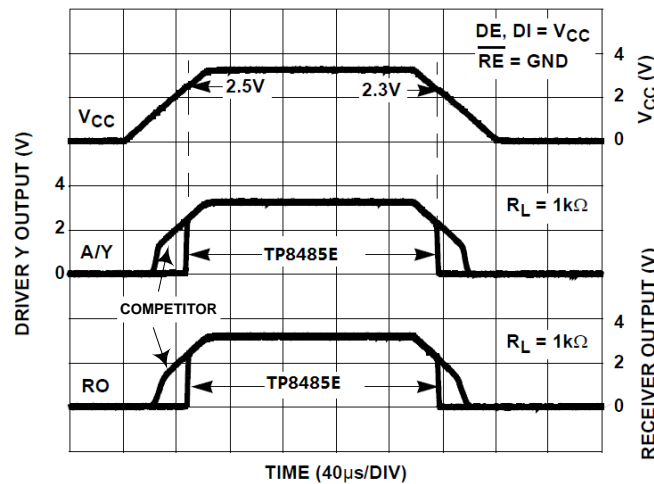 DE, DI = VCC
RE = GND
4
2
0
VCC (V)
2.5V
2.3V
VCC
DRIVER Y OUTPUT (V)
4
2
0
A/Y
RL = 1kΩ
TP8485E
COMPETITOR
RO
RL = 1kΩ
TP8485E
4
2
0
RECEIVER OUTPUT (V)
TIME (40µs/DIV)